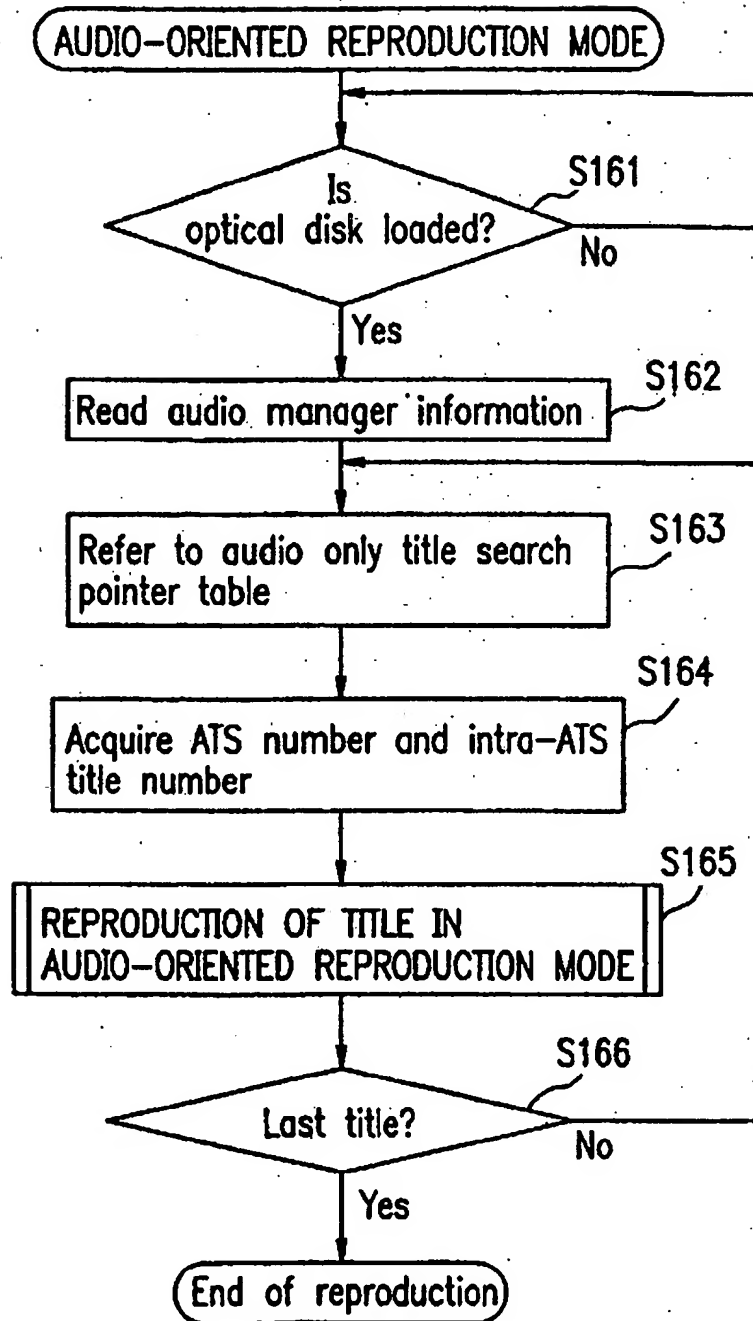 AUDIO-ORIENTED REPRODUCTION MODE
S161
Is
optical disk loaded?
No
Yes
S162
Read audio manager information
S163
Refer to audio only title search
pointer table
S164
Acquire ATS number and intra-ATS
title number
S165
REPRODUCTION OF TITLE IN
AUDIO-ORIENTED REPRODUCTION MODE
S166
Last title?
No
Yes
End of reproduction